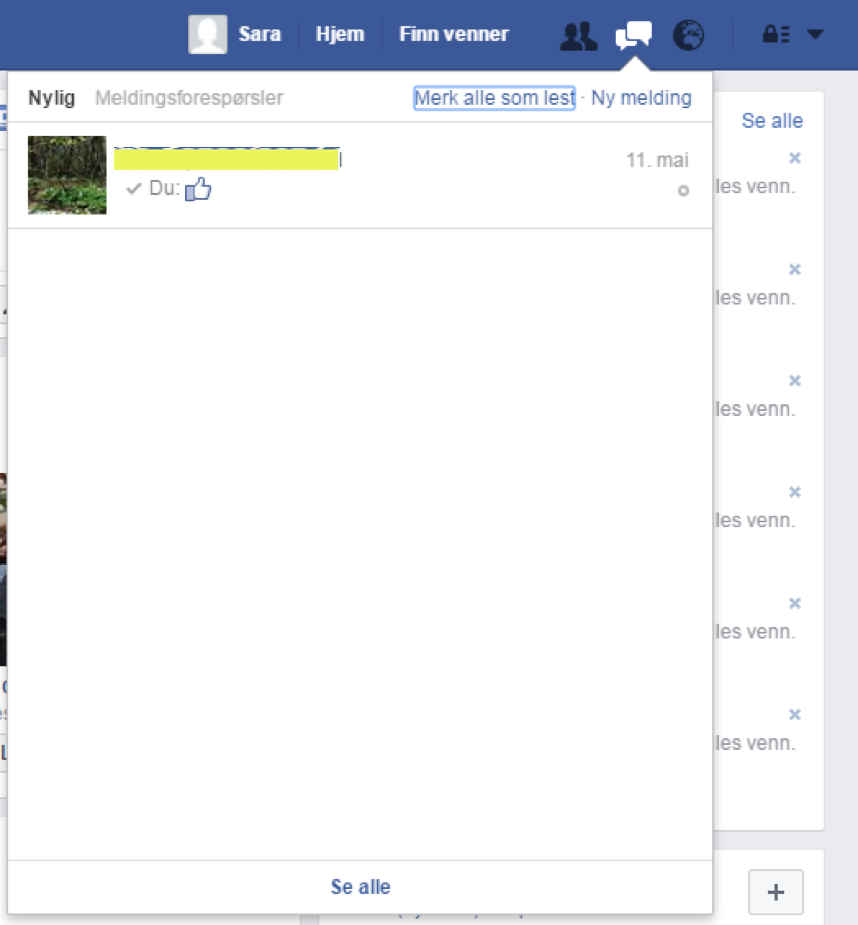 Sara Hjem Finn venner
Nylig Meldingsforespørsler Merk alle som lest · Ny melding
11. mai
Du:
Se alle
les venn.
les venn.
les venn.
les venn.
les venn.
les venn.
Se alle